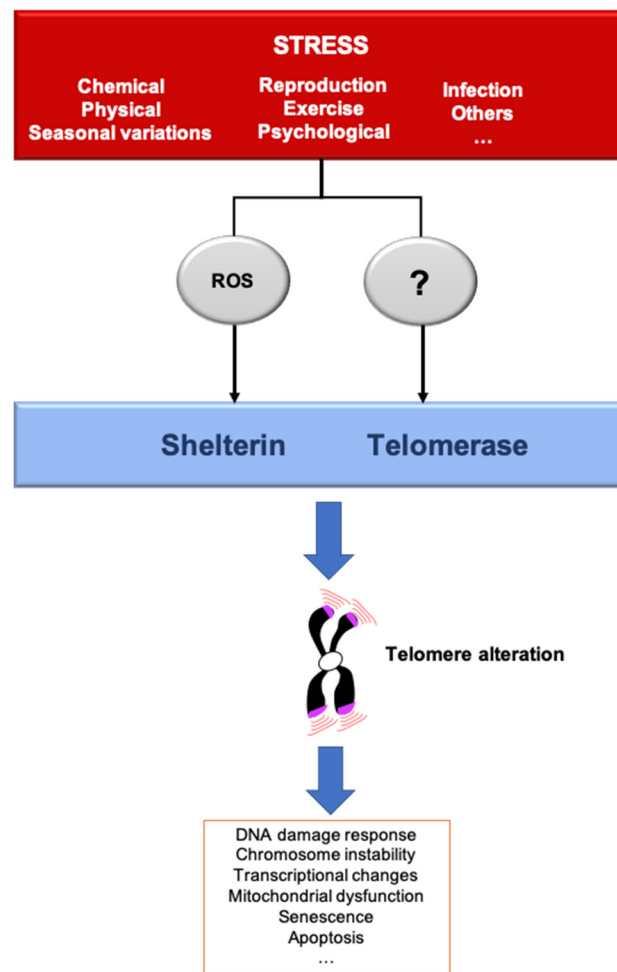 STRESS
Chemical
Physical
Seasonal variations
Reproduction
Exercise
Psychological
Infection
Others
...
ROS
?
Shelterin
Telomerase
Telomere alteration
DNA damage response
Chromosome instability
Transcriptional changes
Mitochondrial dysfunction
Senescence
Apoptosis
...